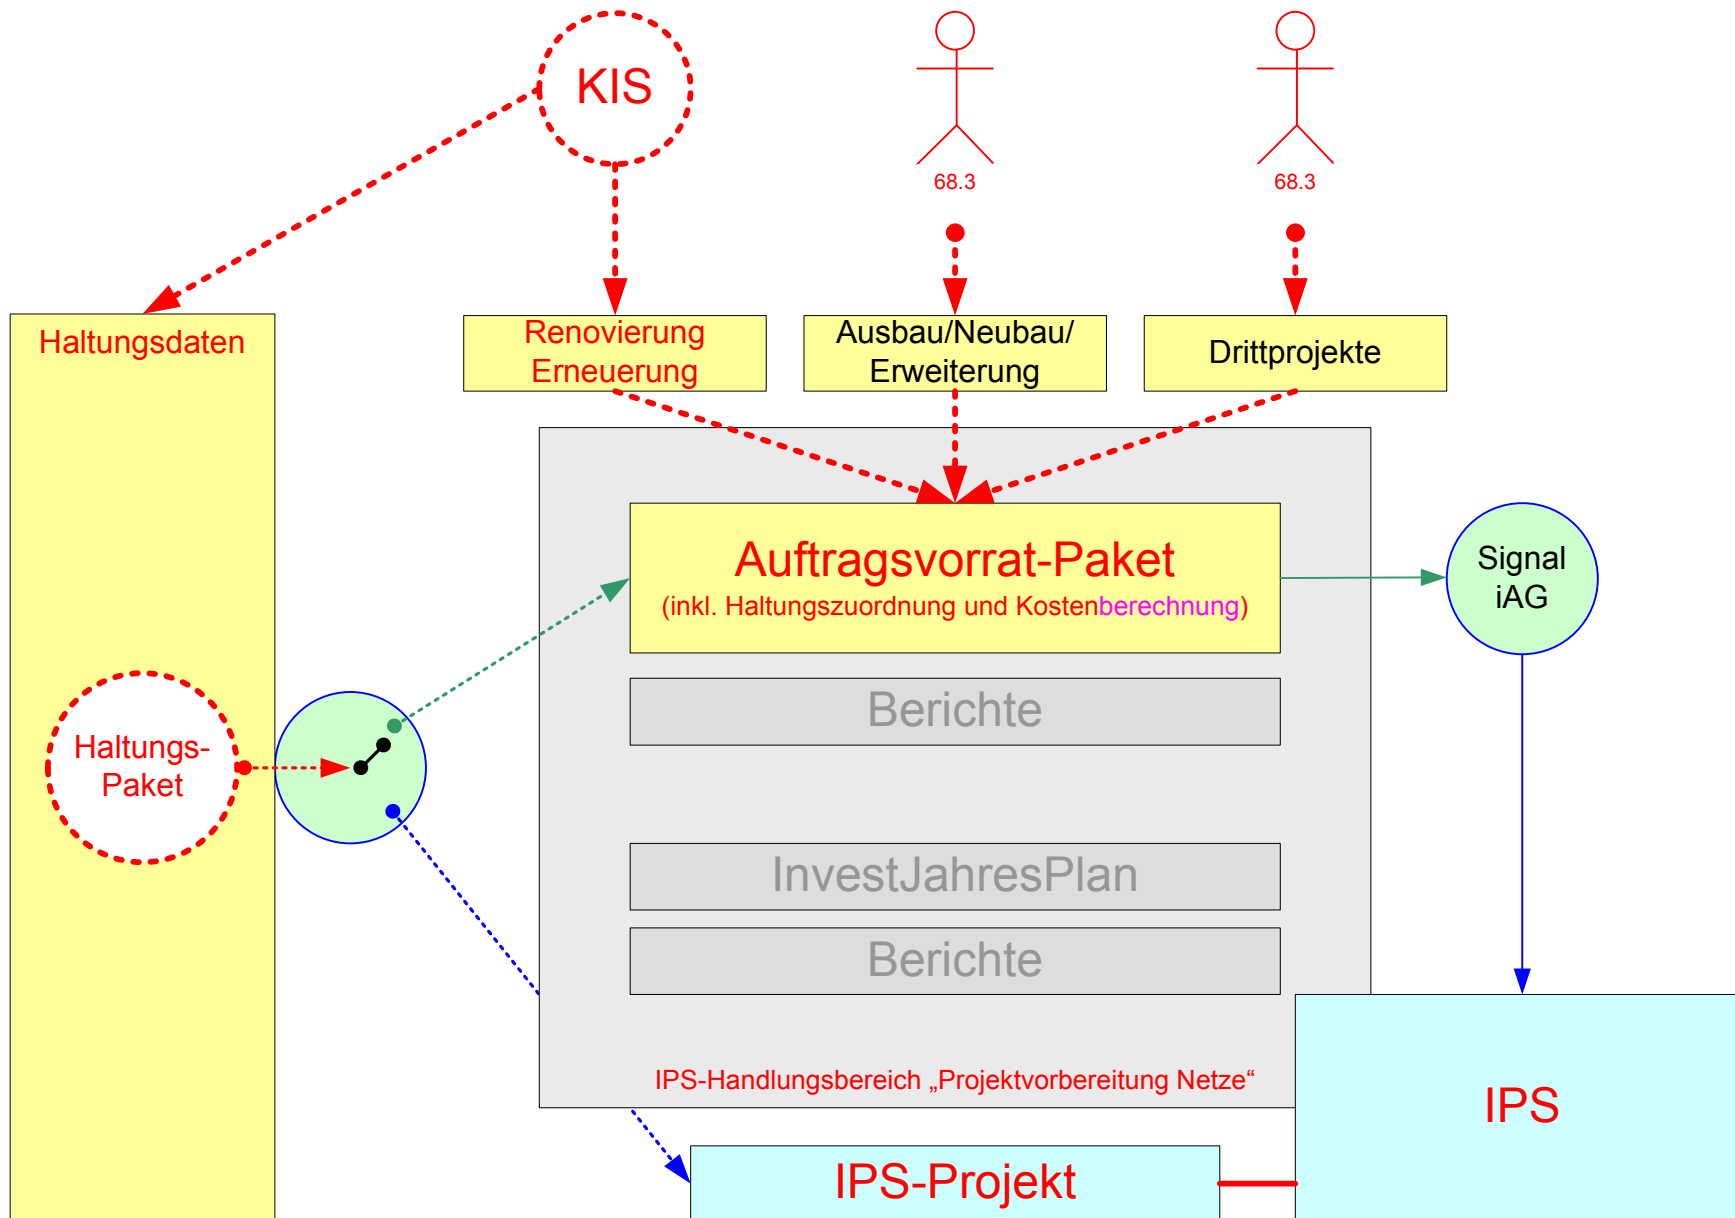 KIS
68.3
68.3
Haltungsdaten
Renovierung
Erneuerung
Ausbau/Neubau/
Erweiterung
Drittprojekte
Auftragsvorrat-Paket
(inkl. Haltungszuordnung und Kostenberechnung)
Signal
iAG
Berichte
Haltungs-
Paket
InvestJahresPlan
Berichte
IPS-Handlungsbereich „Projektvorbereitung Netze“
IPS
IPS-Projekt